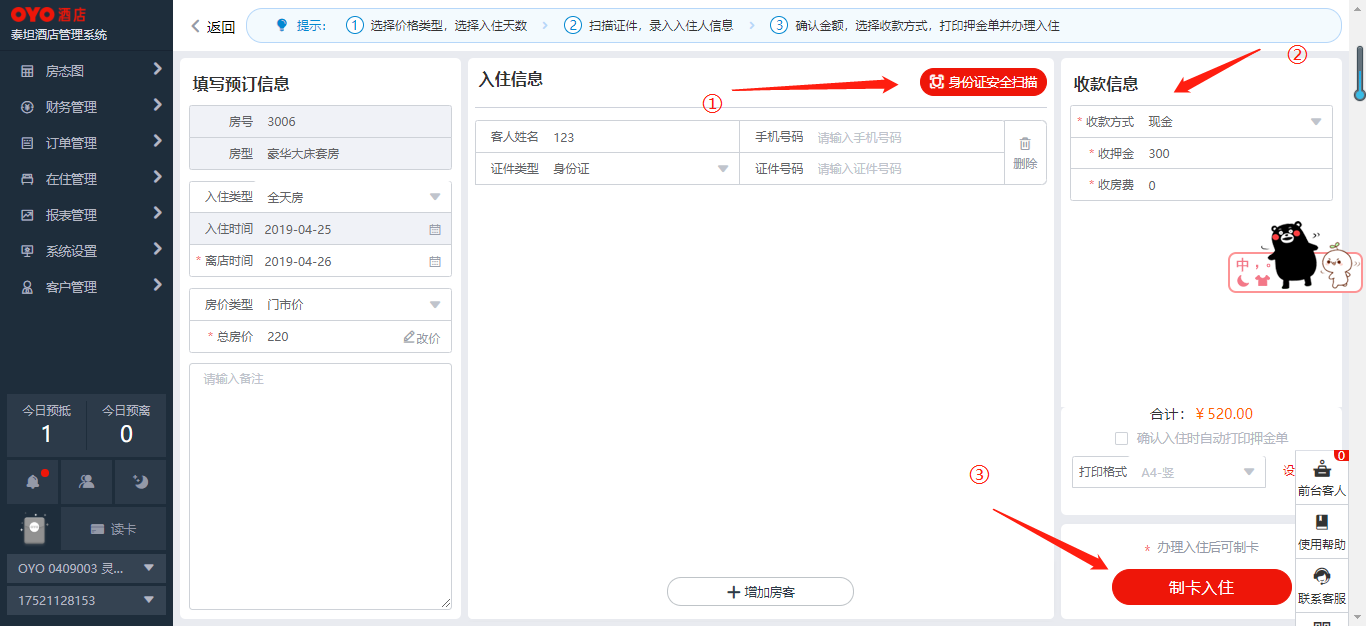 OYO 酒店
泰坦酒店管理系统
房态图
财务管理
订单管理
在住管理
报表管理
系统设置
客户管理
今日预抵 今日预离
1 0
读卡
OYO 0409003 灵...
17521128153
返回
提示: ① 选择价格类型，选择入住天数 ② 扫描证件，录入入住人信息 ③ 确认金额，选择收款方式，打印押金单并办理入住
填写预订信息
房号 3006
房型 豪华大床套房
入住类型 全天房
入住时间 2019-04-25
* 离店时间 2019-04-26
房价类型 门市价
* 总房价 220 改价
请输入备注
入住信息
①
身份证安全扫描
客人姓名 123 手机号码 请输入手机号码
证件类型 身份证 证件号码 请输入证件号码
删除
增加房客
②
收款信息
* 收款方式 现金
* 收押金 300
* 收房费 0
中 ，。
合计: ￥520.00
确认入住时自动打印押金单
打印格式 A4-竖 设
③
* 办理入住后可制卡
制卡入住
0
前台客人
使用帮助
联系客服